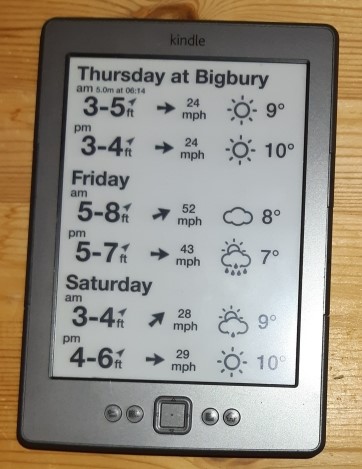 kindle
Thursday at Bigbury
am 5.0m at 06:14
3-5ft 24 mph 9°
pm
3-4ft 24 mph 10°
Friday
am
5-8ft 52 mph 8°
pm
5-7ft 43 mph 7°
Saturday
am
3-4ft 28 mph 9°
pm
4-6ft 29 mph 10°